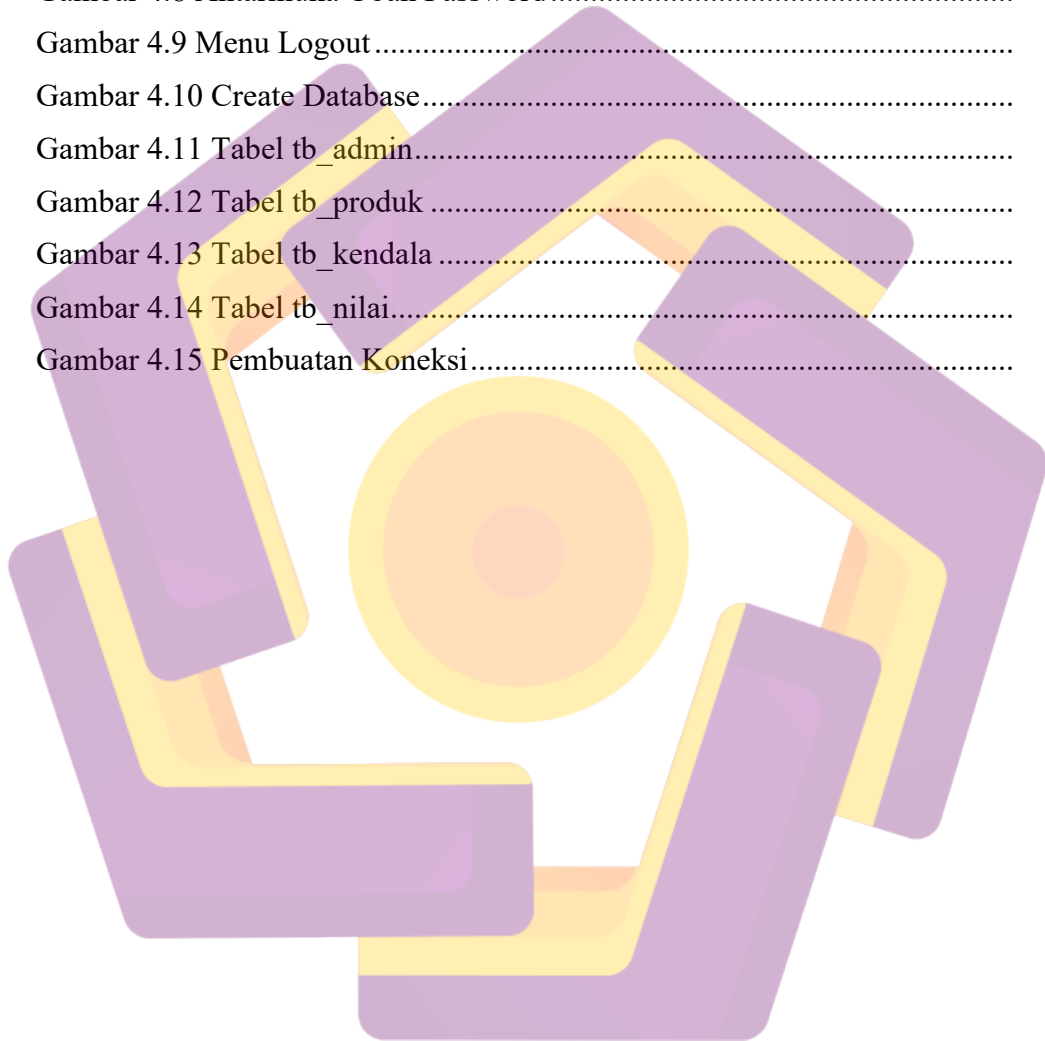 Gambar 4.9 Menu Logout........................................................................
Gambar 4.10 Create Database........................................................................
Gambar 4.11 Tabel tb_admin........................................................................
Gambar 4.12 Tabel tb_produk ........................................................................
Gambar 4.13 Tabel tb_kendala ........................................................................
Gambar 4.14 Tabel tb_nilai........................................................................
Gambar 4.15 Pembuatan Koneksi........................................................................